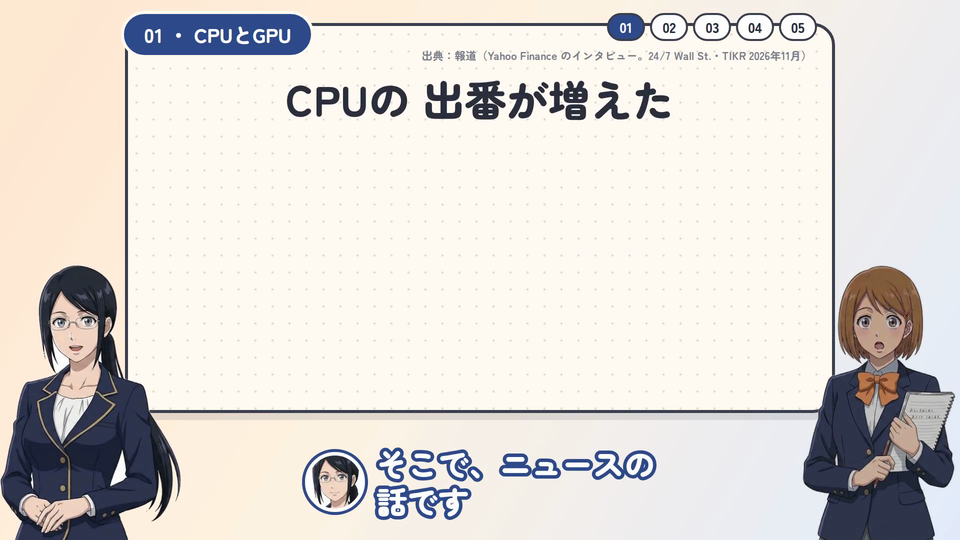 01 ・ CPUとGPU
01 02 03 04 05
出典：報道（Yahoo Finance のインタビュー。24/7 Wall St.・TIKR 2026年11月）
CPUの 出番が増えた
そこで、ニュースの
話です